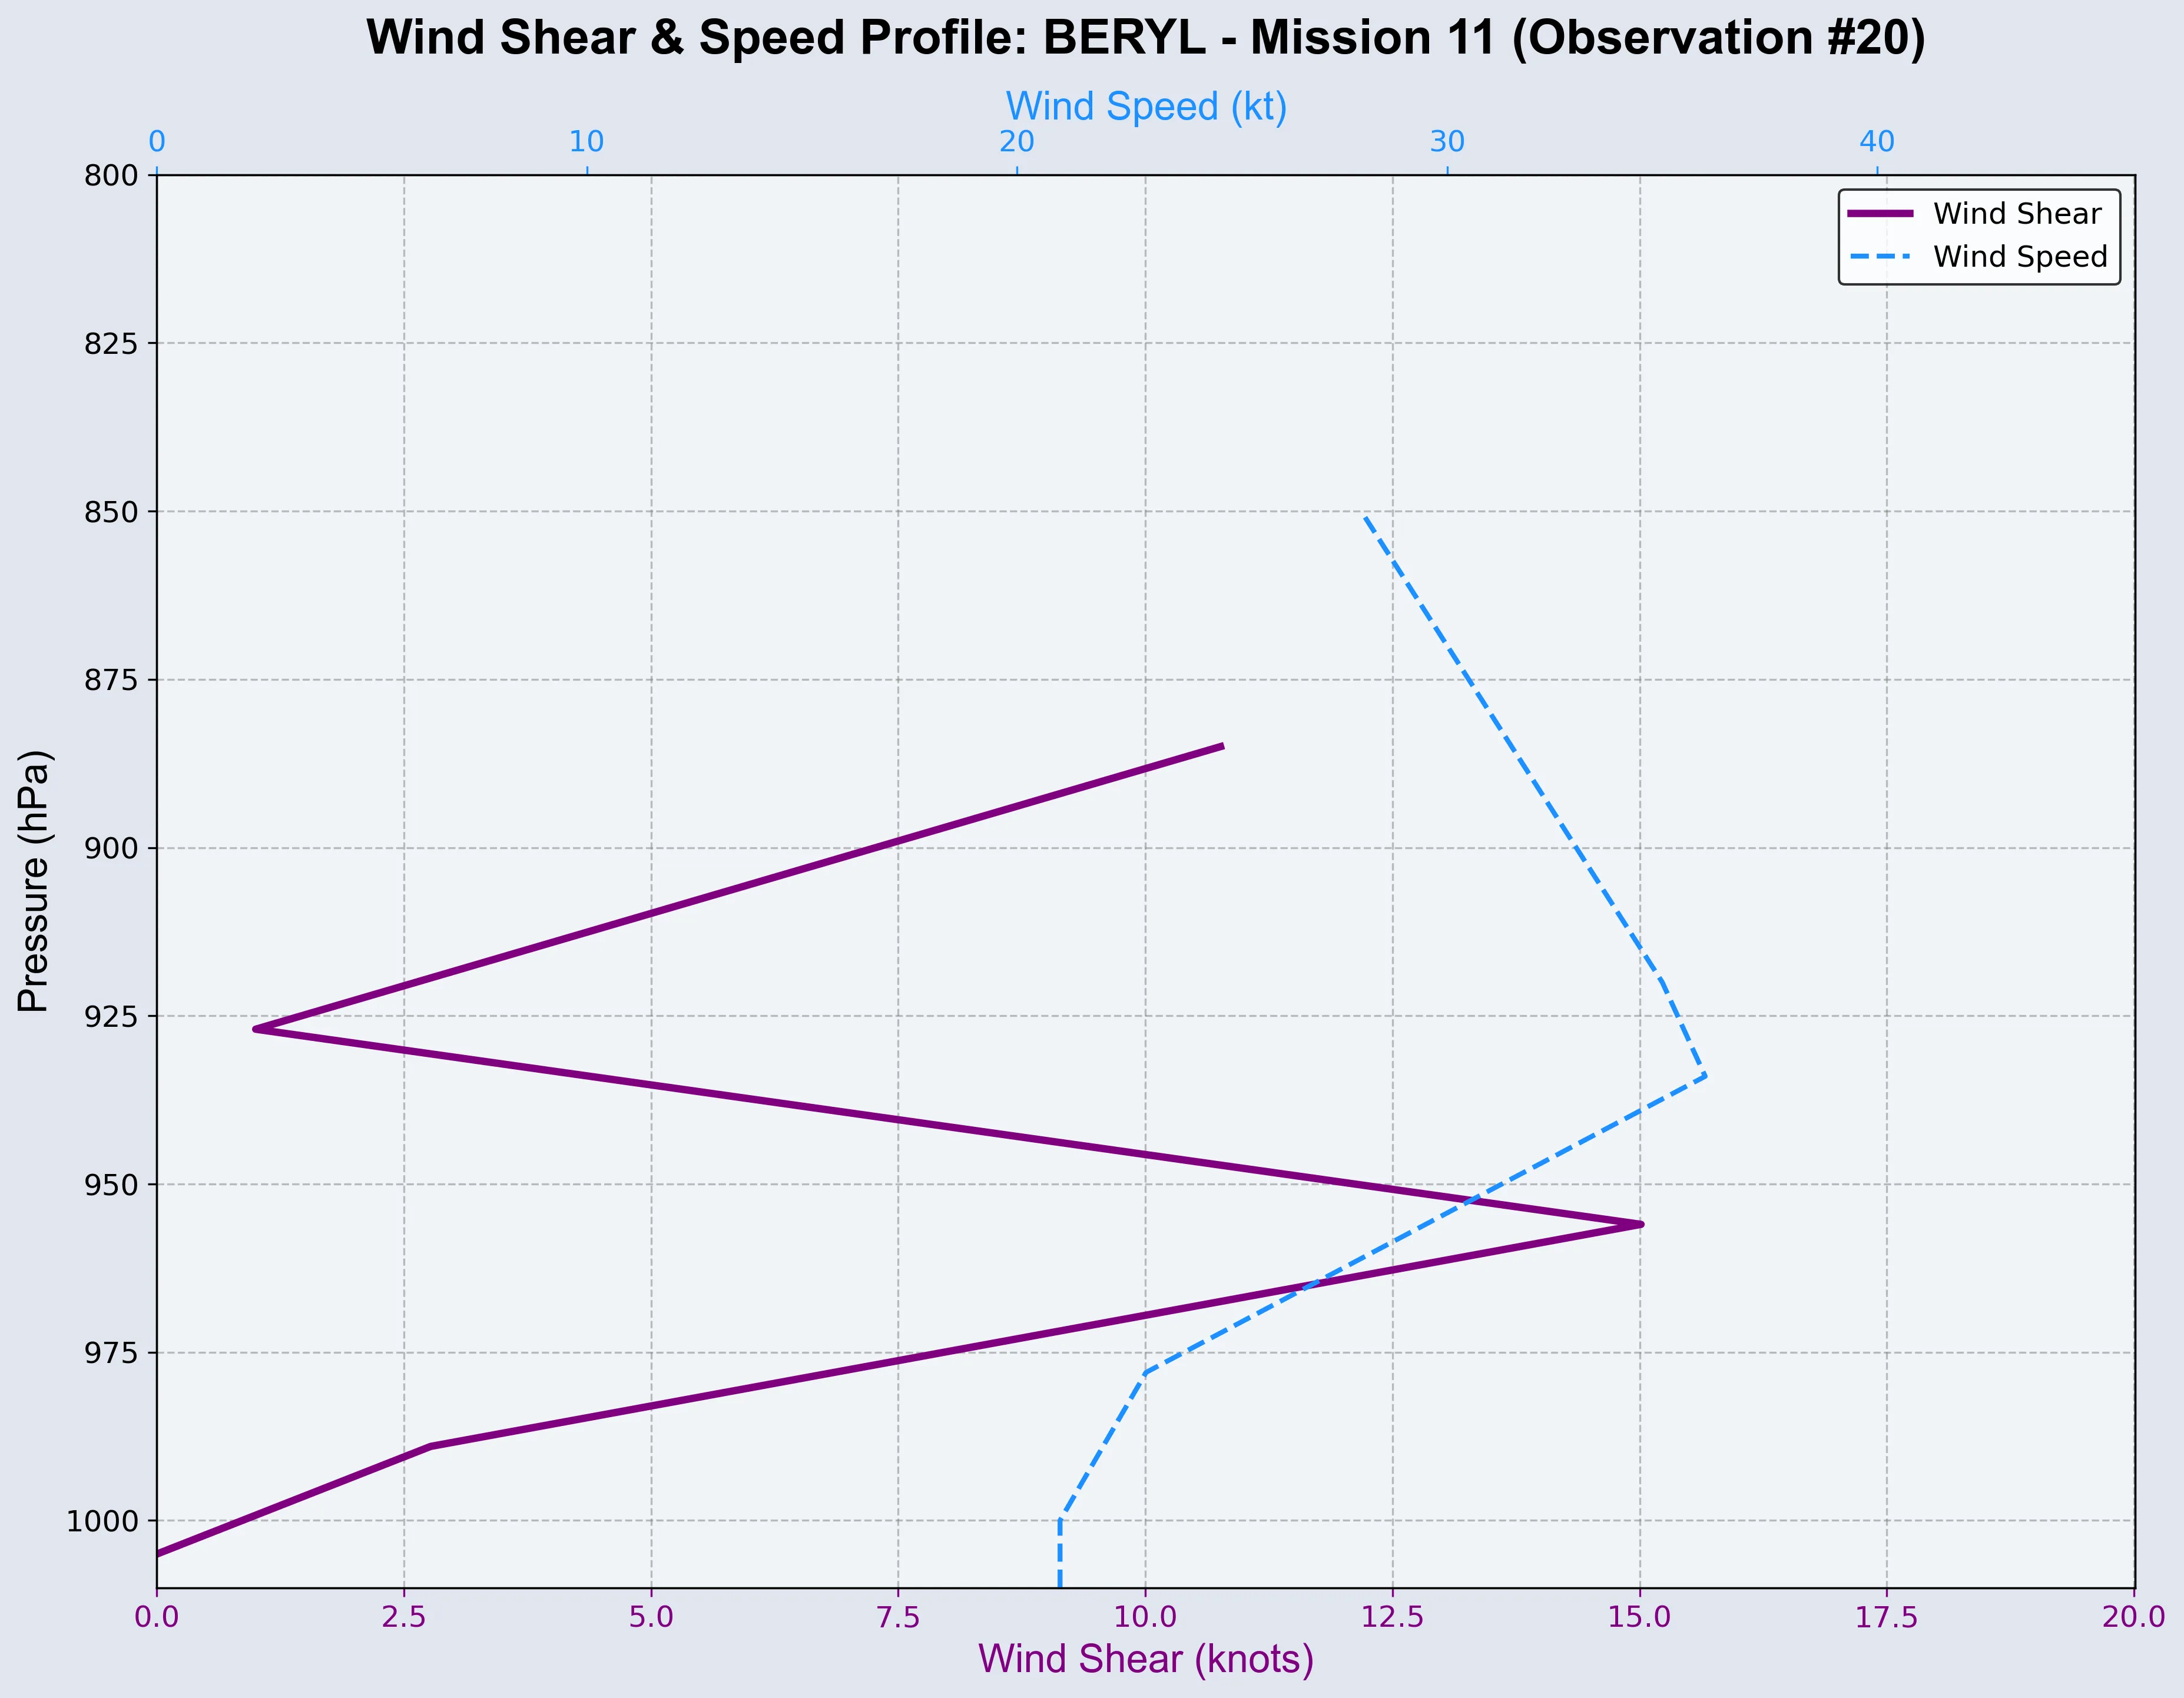 Wind Shear & Speed Profile: BERYL - Mission 11 (Observation #20)
Wind Speed (kt)
0 10 20 30 40
Wind Shear
Wind Speed
800
825
850
875
900
925
950
975
1000
Pressure (hPa)
0.0 2.5 5.0 7.5 10.0 12.5 15.0 17.5 20.0
Wind Shear (knots)